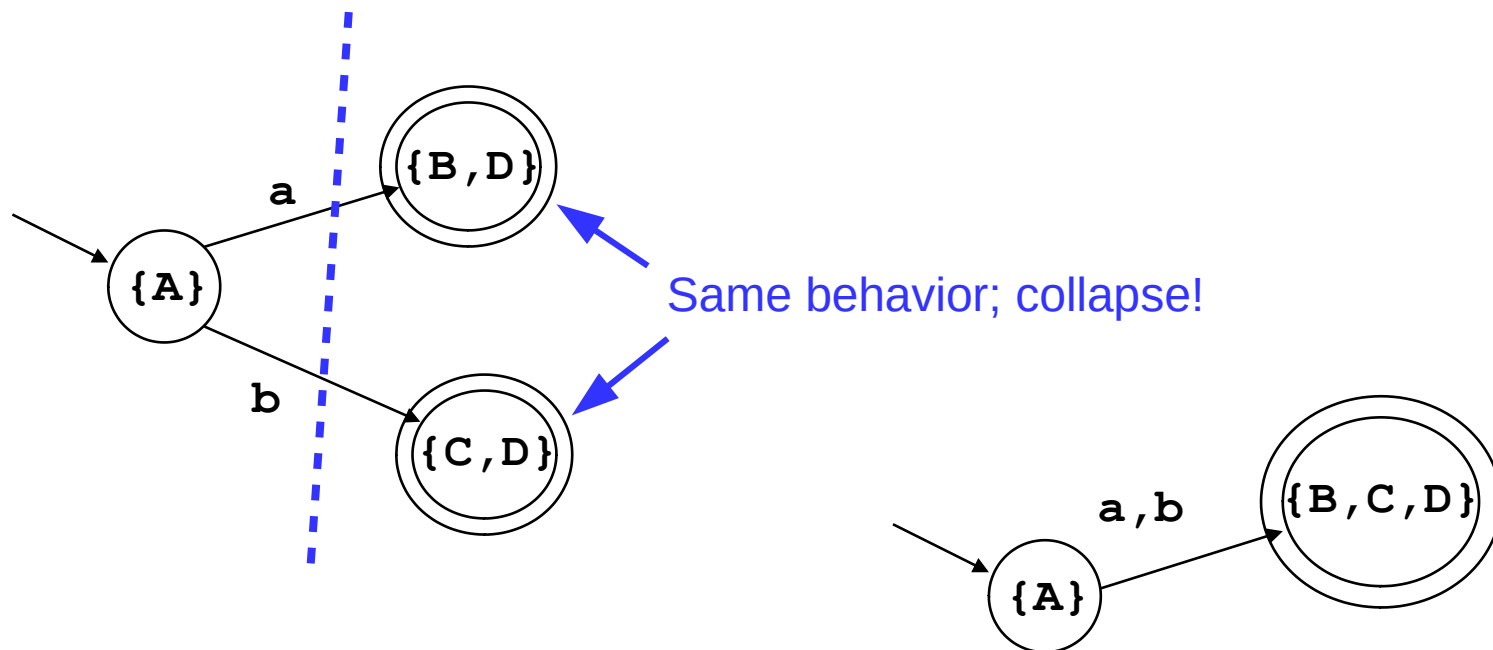 {B,D}
a
{A}
Same behavior; collapse!
b
{C,D}
{B,C,D}
a,b
{A}